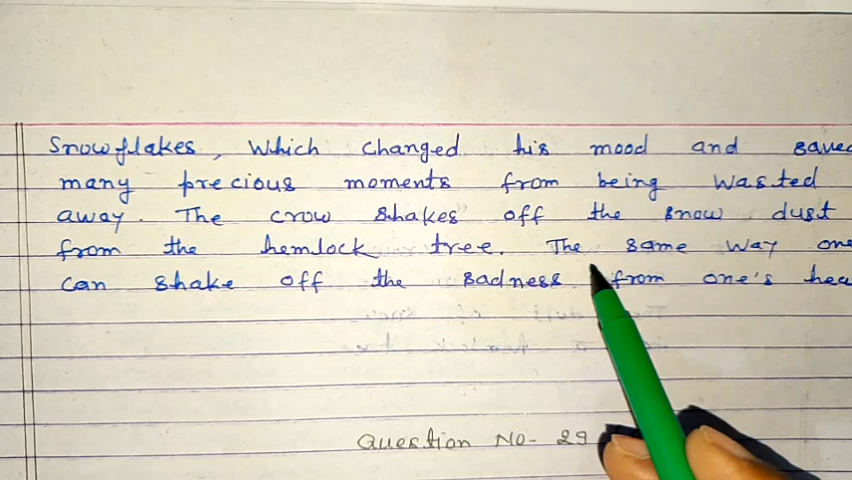 Snowflakes, which changed his mood and saved
many precious moments from being wasted
away. The crow shakes off the snow dust
from the hemlock tree. The same way one
can shake off the sadness from one's hea
Question No- 29